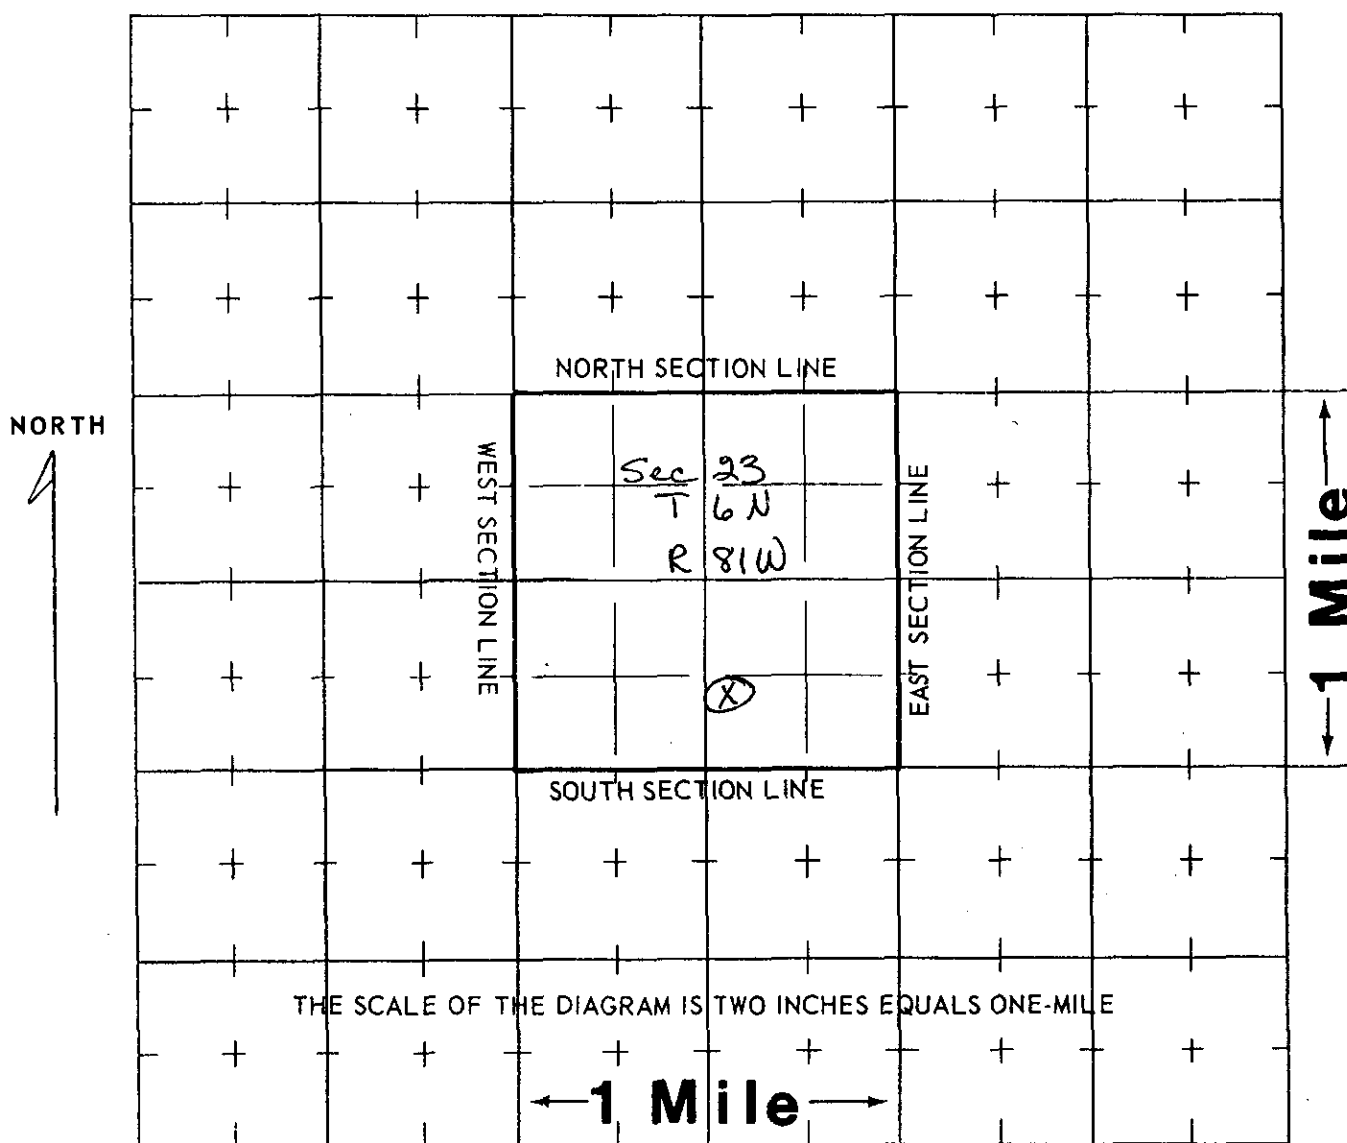 NORTH SECTION LINE
NORTH
WEST SECTION LINE
Sec 23
T 6 N
R 81W
EAST SECTION LINE
1 Mile
X
SOUTH SECTION LINE
THE SCALE OF THE DIAGRAM IS TWO INCHES EQUALS ONE-MILE
1 Mile